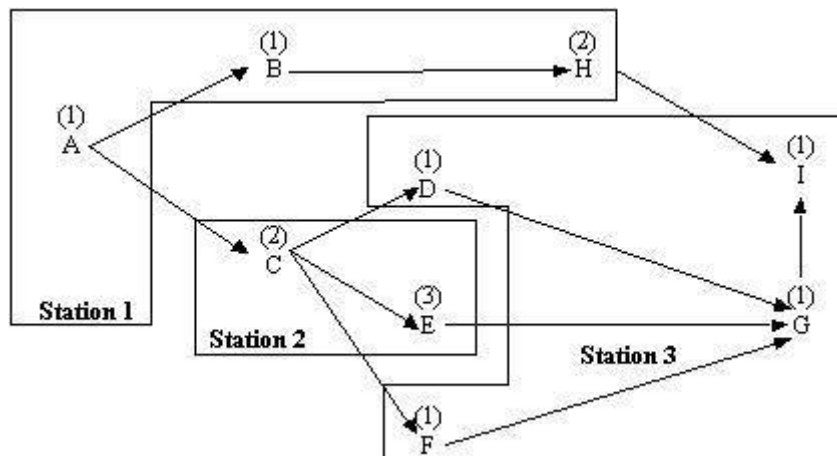 (1)
B
(2)
H
(1)
A
(1)
D
(1)
I
(2)
C
Station 1
(3)
E
Station 2
(1)
G
Station 3
(1)
F